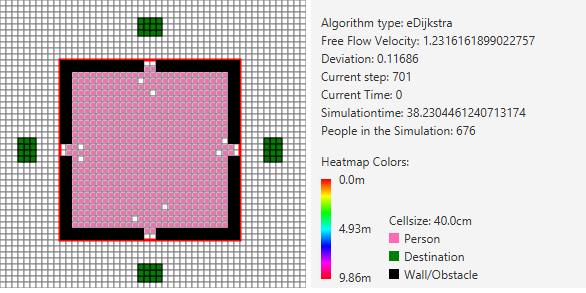 Algorithm type: eDijkstra
Free Flow Velocity: 1.2316161899022757
Deviation: 0.11686
Current step: 701
Current Time: 0
Simulationtime: 38.2304461240713174
People in the Simulation: 676
Heatmap Colors:
0.0m
4.93m
9.86m
Cellsize: 40.0cm
Person
Destination
Wall/Obstacle